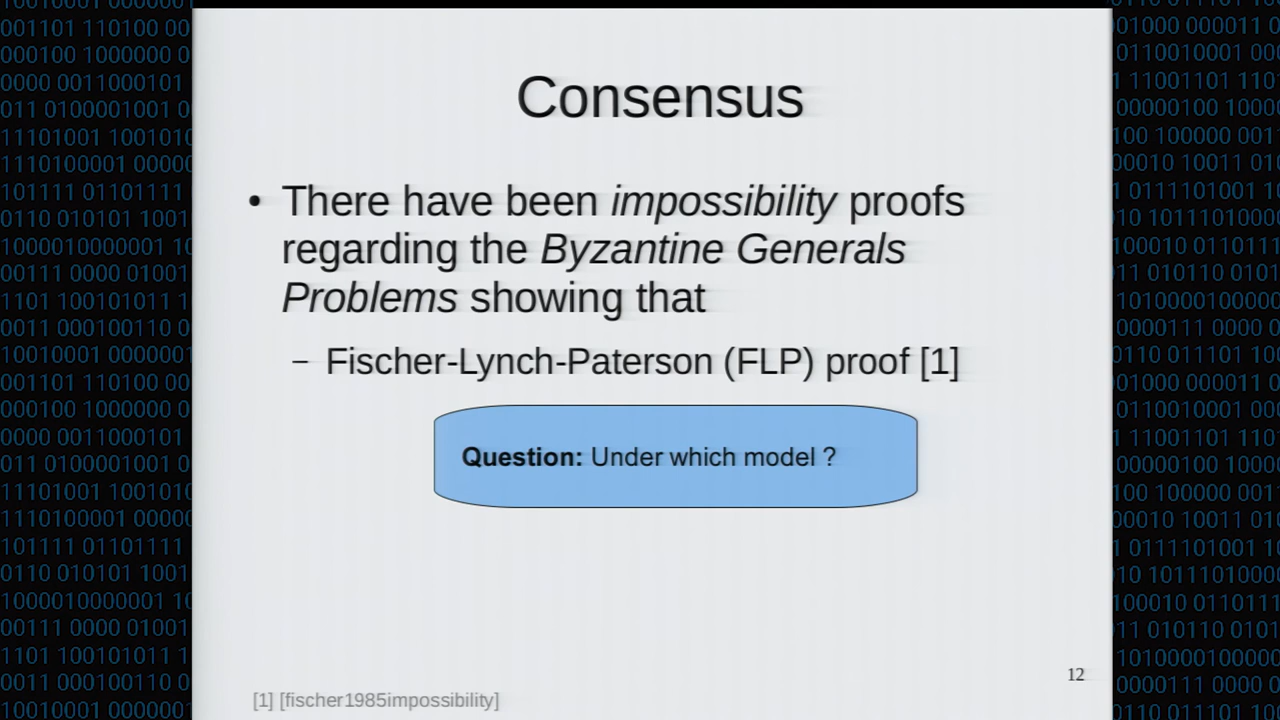 Consensus
• There have been impossibility proofs
regarding the Byzantine Generals
Problems showing that
– Fischer-Lynch-Paterson (FLP) proof [1]
Question: Under which model ?
12
[1] [fischer1985impossibility]